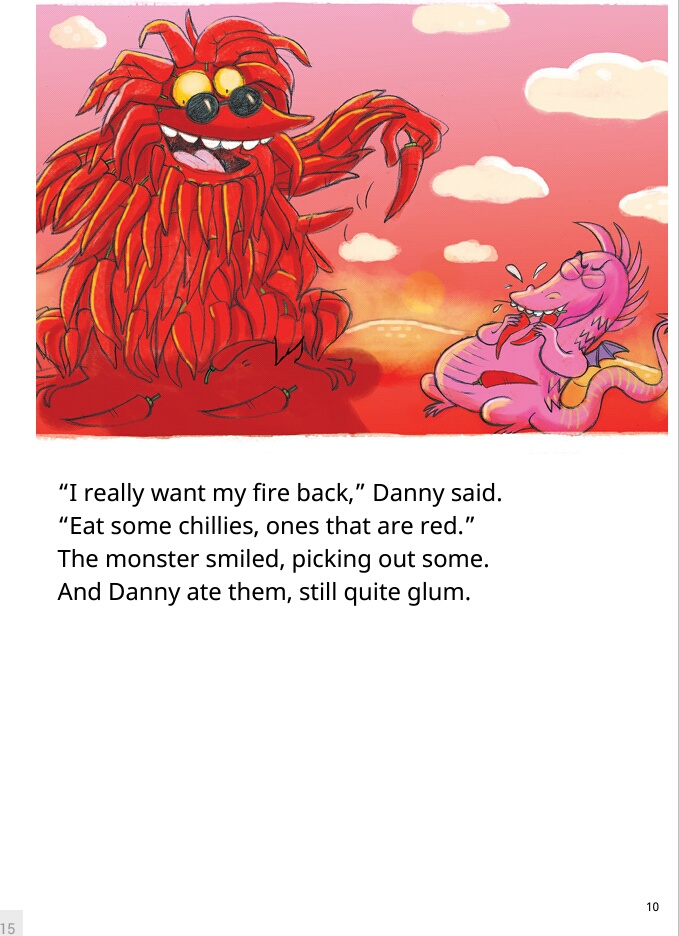 “I really want my fire back,” Danny said.
“Eat some chillies, ones that are red.”
The monster smiled, picking out some.
And Danny ate them, still quite glum.
10
15